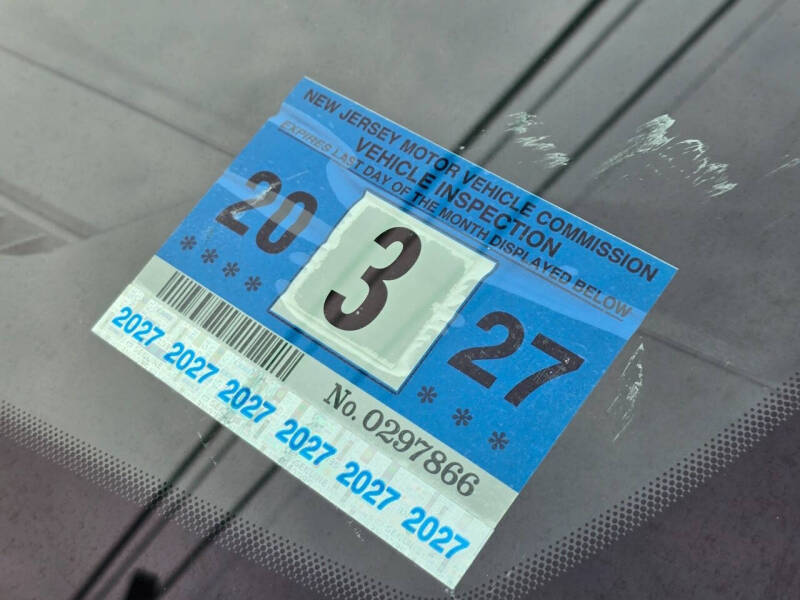 NEW JERSEY MOTOR VEHICLE COMMISSION
VEHICLE INSPECTION
EXPIRES LAST DAY OF THE MONTH DISPLAYED BELOW
20 3 27
**** ***
No. 0297866
2027 2027 2027 2027 2027 2027